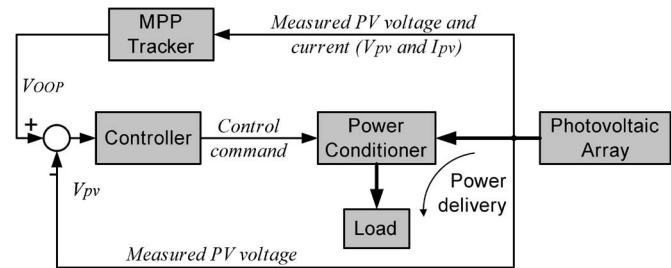 MPP
Tracker
Measured PV voltage and
current (Vpv and Ipv)
VOOP
+
Controller
Control
command
Power
Conditioner
Photovoltaic
Array
-
Vpv
Power
delivery
Load
Measured PV voltage